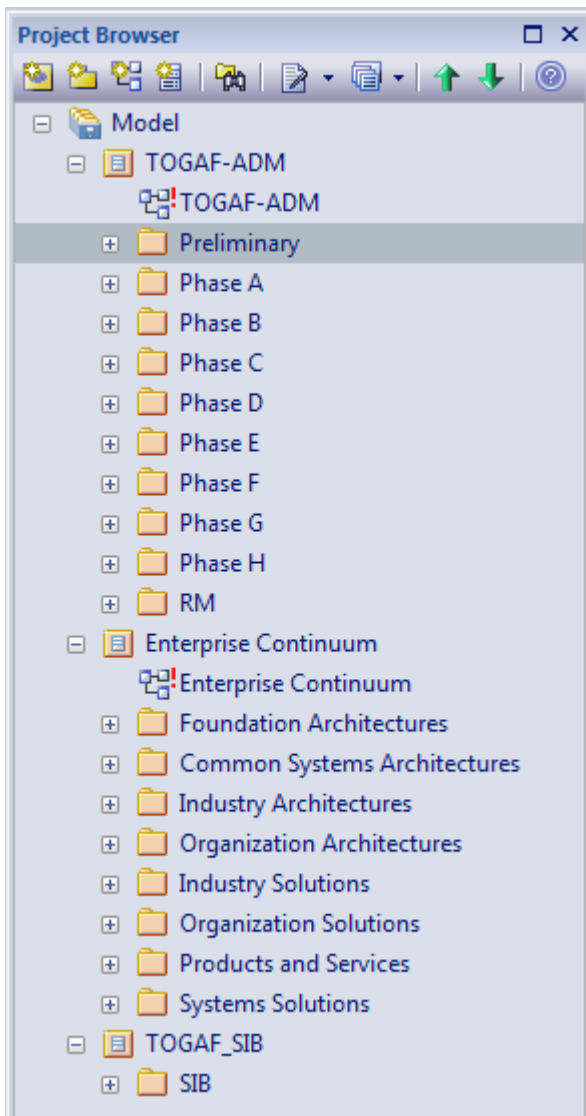 Project Browser
Model
TOGAF-ADM
TOGAF-ADM
Preliminary
Phase A
Phase B
Phase C
Phase D
Phase E
Phase F
Phase G
Phase H
RM
Enterprise Continuum
Enterprise Continuum
Foundation Architectures
Common Systems Architectures
Industry Architectures
Organization Architectures
Industry Solutions
Organization Solutions
Products and Services
Systems Solutions
TOGAF_SIB
SIB